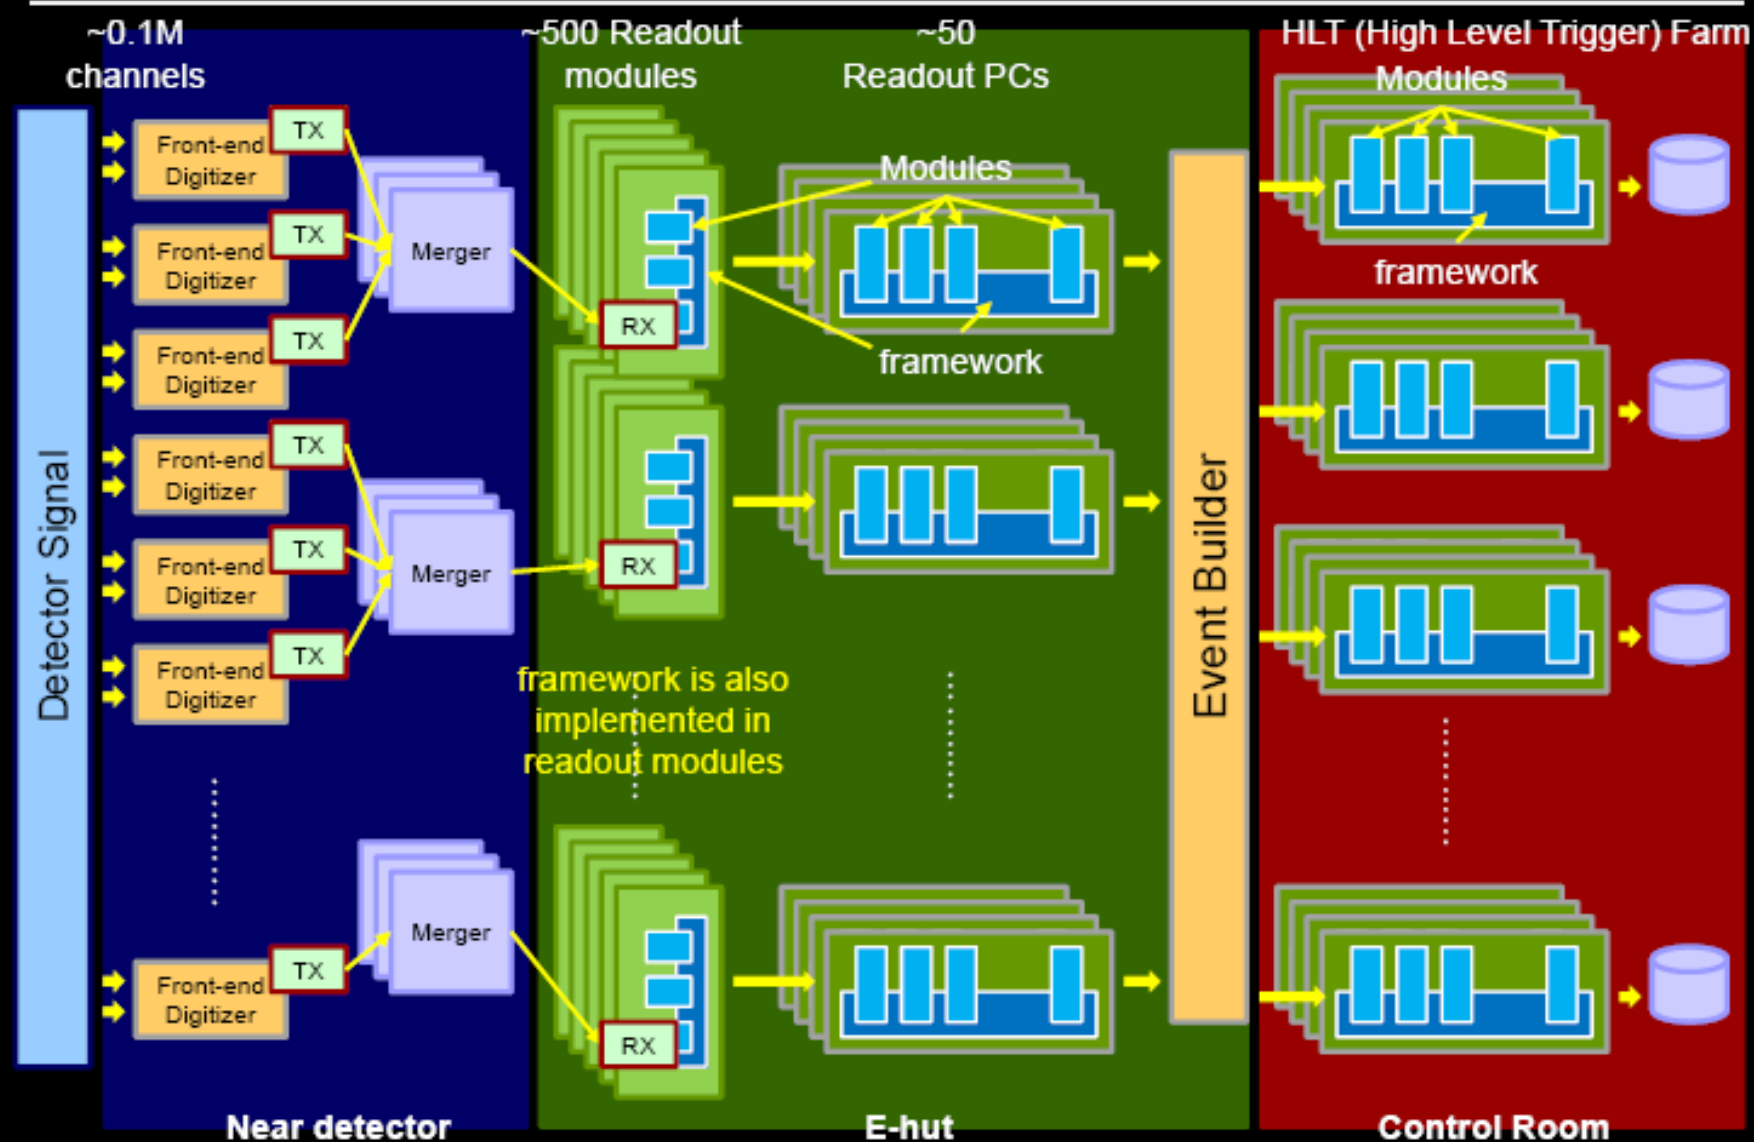 ~0.1M
channels
~500 Readout
modules
~50
Readout PCs
HLT (High Level Trigger) Farm
Modules
Detector Signal
Front-end
Digitizer
TX
Front-end
Digitizer
TX
Front-end
Digitizer
TX
Merger
Front-end
Digitizer
TX
Front-end
Digitizer
TX
Front-end
Digitizer
TX
Merger
Front-end
Digitizer
TX
Merger
RX
RX
framework is also
implemented in
readout modules
RX
Modules
framework
Event Builder
framework
Near detector
E-hut
Control Room